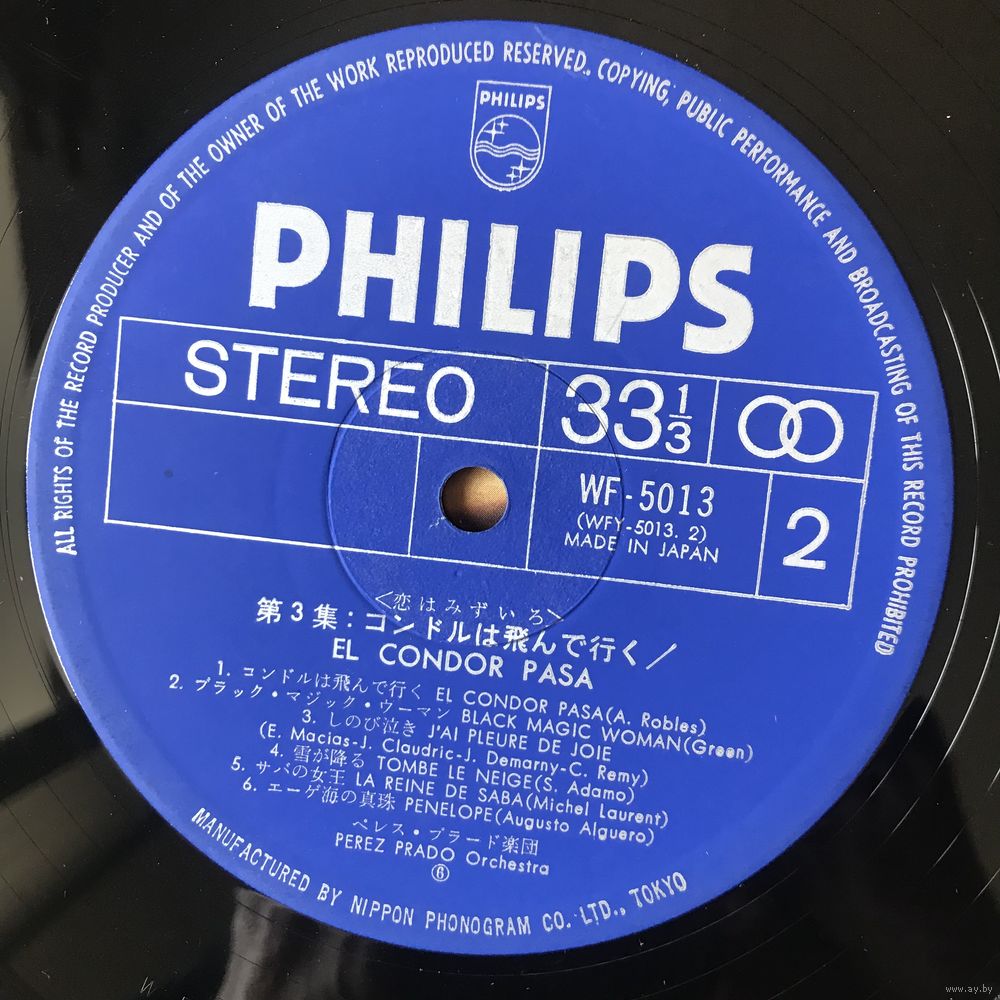 ALL RIGHTS OF THE RECORD PRODUCER AND OF THE OWNER OF THE WORK REPRODUCED RESERVED. COPYING, PUBLIC PERFORMANCE AND BROADCASTING OF THIS RECORD PROHIBITED
PHILIPS
PHILIPS
STEREO
33 1/3
WF-5013
(WFY-5013. 2)
MADE IN JAPAN
2
<恋はみずいろ>
第3集:コンドルは飛んで行く/
EL CONDOR PASA
1. コンドルは飛んで行く EL CONDOR PASA(A. Robles)
2. ブラック・マジック・ウーマン BLACK MAGIC WOMAN(Green)
3. しのび泣き J'AI PLEURE DE JOIE
(E. Macias-J. Claudric-J. Demarny-C. Remy)
4. 雪が降る TOMBE LE NEIGE(S. Adamo)
5. サバの女王 LA REINE DE SABA(Michel Laurent)
6. エーゲ海の真珠 PENELOPE(Augusto Alguero)
ペレス・プラード楽団
PEREZ PRADO Orchestra
⑥
MANUFACTURED BY NIPPON PHONOGRAM CO. LTD., TOKYO
www.ay.by